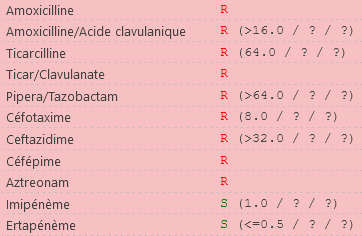 Amoxicilline R
Amoxicilline/Acide clavulanique R (>16.0 / ? / ?)
Ticarcilline R (64.0 / ? / ?)
Ticar/Clavulanate R
Pipera/Tazobactam R (>64.0 / ? / ?)
Céfotaxime R (8.0 / ? / ?)
Ceftazidime R (>32.0 / ? / ?)
Céfépime R
Aztreonam R
Imipénème S (1.0 / ? / ?)
Ertapénème S (<=0.5 / ? / ?)